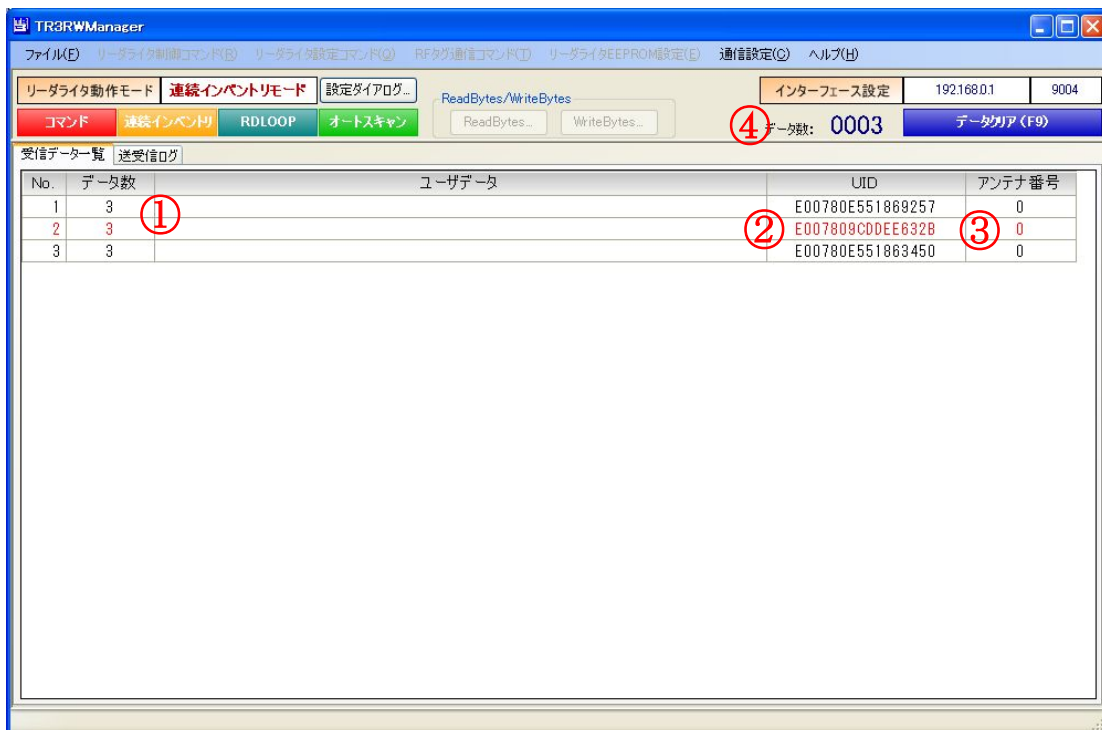 TR3RWManager
ファイル(F) リーダライタ制御コマンド(R) リーダライタ設定コマンド(Q) RFタグ通信コマンド(T) リーダライタEEPROM設定(E) 通信設定(C) ヘルプ(H)
リーダライタ動作モード 連続インベントリモード 設定ダイアログ... ReadBytes/WriteBytes インターフェース設定 192.168.0.1 9004
コマンド 連続インベントリ RDLOOP オートスキャン ReadBytes... WriteBytes... ④ データ数: 0003 データクリア (F9)
受信データ一覧 送受信ログ
No. データ数 ユーザデータ UID アンテナ番号
1 3 ① E00780E551869257 0
2 3 ② E007809CDDEE632B ③ 0
3 3 E00780E551863450 0